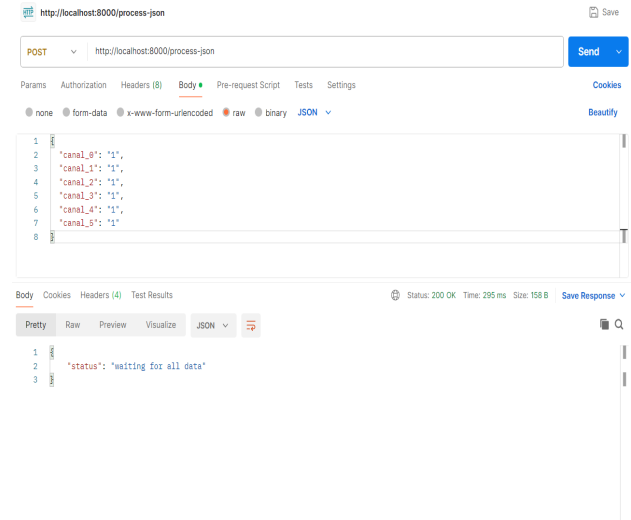 HTTP http://localhost:8000/process-json Save
POST http://localhost:8000/process-json Send
Params Authorization Headers (8) Body Pre-request Script Tests Settings Cookies
none form-data x-www-form-urlencoded raw binary JSON Beautify
1 {
2 "canal_0": "1",
3 "canal_1": "1",
4 "canal_2": "1",
5 "canal_3": "1",
6 "canal_4": "1",
7 "canal_5": "1"
8 }
Body Cookies Headers (4) Test Results Status: 200 OK Time: 295 ms Size: 158 B Save Response
Pretty Raw Preview Visualize JSON
1 {
2 "status": "waiting for all data"
3 }